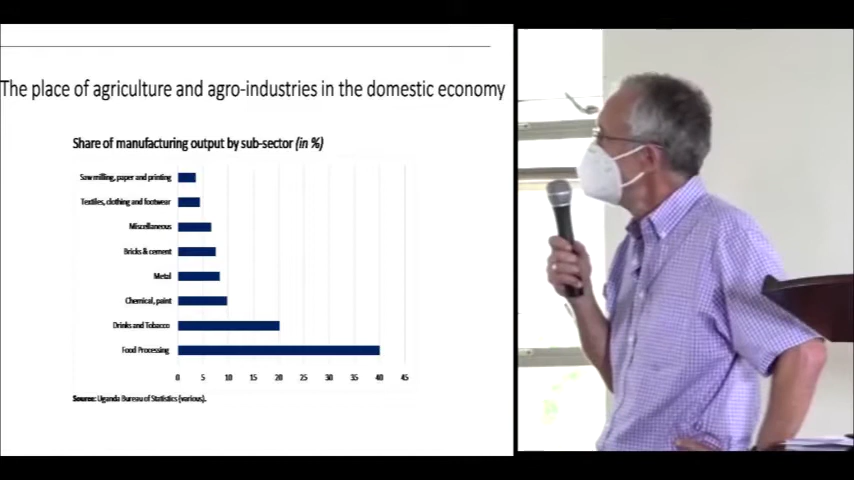 The place of agriculture and agro-industries in the domestic economy
Share of manufacturing output by sub-sector (in %)
Saw milling, paper and printing
Textiles, clothing and footwear
Miscellaneous
Bricks & cement
Metal
Chemical, paint
Drinks and Tobacco
Food Processing
0 5 10 15 20 25 30 35 40 45
Source: Uganda Bureau of Statistics (various).